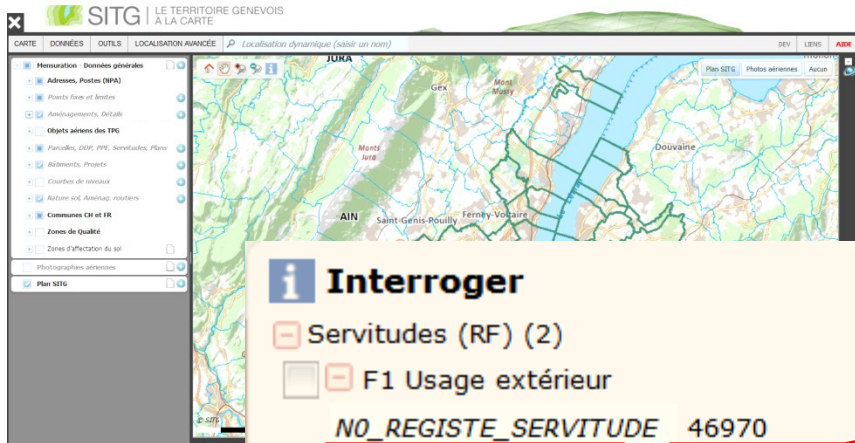 SITG LE TERRITOIRE GENEVOIS
À LA CARTE
CARTE DONNÉES OUTILS LOCALISATION AVANCÉE Localisation dynamique (saisir un nom) DEV LIENS AIDE
Mensuration - Données générales
Adresses, Postes (NPA)
Points fixes et limites
Aménagements, Détails
Objets aériens des TPG
Parcelles, DDP, PPE, Servitudes, Plans
Bâtiments, Projets
Courbes de niveaux
Nature sol, Aménag. routiers
Communes CH et FR
Zones de Qualité
Zones d'affectation du sol
Photographies aériennes
Plan SITG
JURA
Plan SITG Photos aériennes Aucun
Gex
Mont
Mussy
Monts
Jura
Douvaine
AIN
Saint-Genis-Pouilly
Ferney-Voltaire
© SITG
Interroger
Servitudes (RF) (2)
F1 Usage extérieur
N0_REGISTE_SERVITUDE 46970